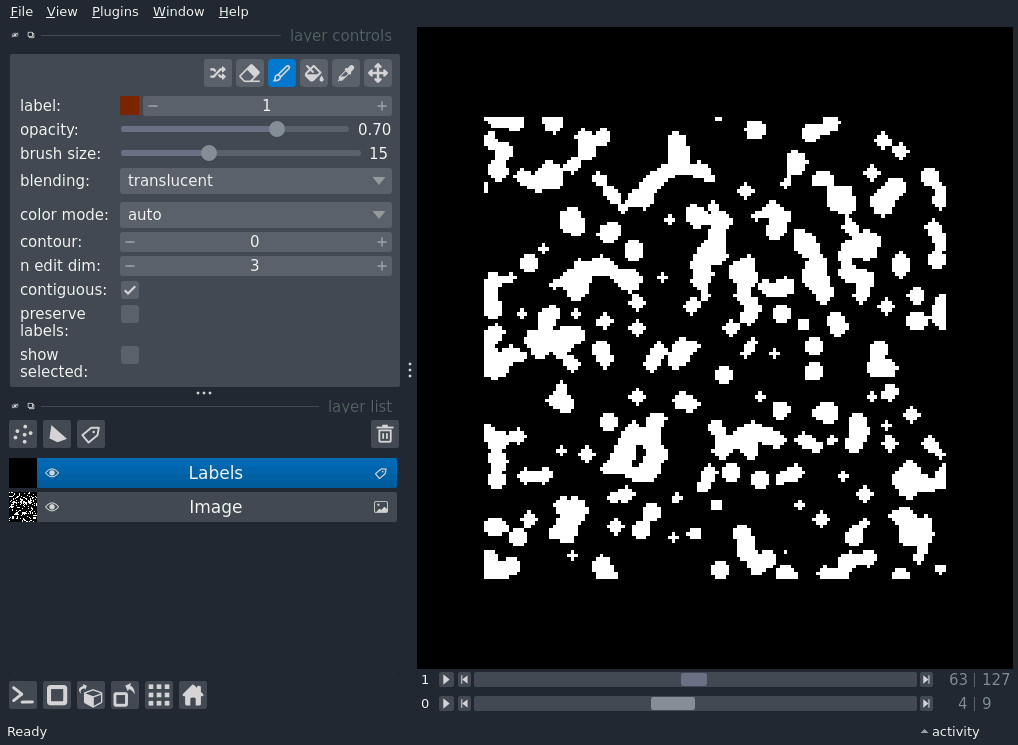 File View Plugins Window Help
layer controls
label: 1
opacity: 0.70
brush size: 15
blending: translucent
color mode: auto
contour: 0
n edit dim: 3
contiguous:
preserve
labels:
show
selected:
layer list
Labels
Image
1 63 | 127
0 4 | 9
Ready activity